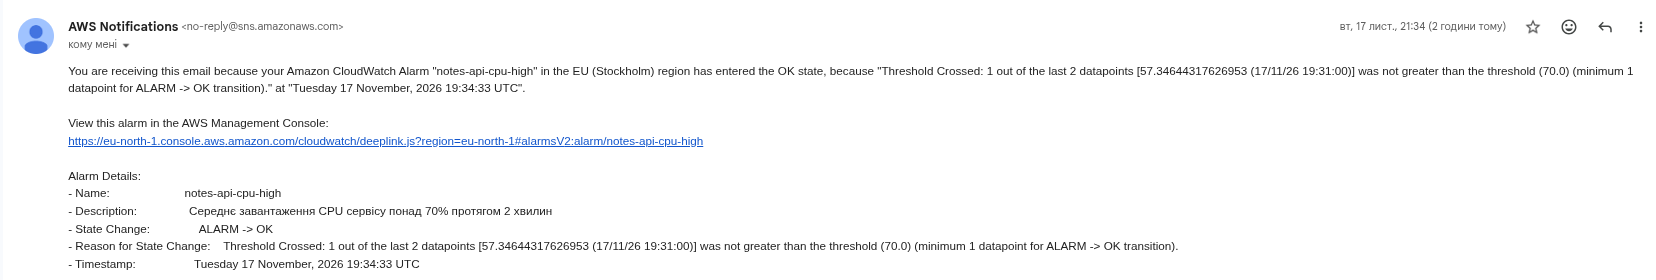 AWS Notifications <no-reply@sns.amazonaws.com>
вт, 17 лист., 21:34 (2 години тому)
кому мені
You are receiving this email because your Amazon CloudWatch Alarm "notes-api-cpu-high" in the EU (Stockholm) region has entered the OK state, because "Threshold Crossed: 1 out of the last 2 datapoints [57.34644317626953 (17/11/26 19:31:00)] was not greater than the threshold (70.0) (minimum 1
datapoint for ALARM -> OK transition)." at "Tuesday 17 November, 2026 19:34:33 UTC".
View this alarm in the AWS Management Console:
https://eu-north-1.console.aws.amazon.com/cloudwatch/deeplink.js?region=eu-north-1#alarmsV2:alarm/notes-api-cpu-high
Alarm Details:
- Name: notes-api-cpu-high
- Description: Середнє завантаження CPU сервісу понад 70% протягом 2 хвилин
- State Change: ALARM -> OK
- Reason for State Change: Threshold Crossed: 1 out of the last 2 datapoints [57.34644317626953 (17/11/26 19:31:00)] was not greater than the threshold (70.0) (minimum 1 datapoint for ALARM -> OK transition).
- Timestamp: Tuesday 17 November, 2026 19:34:33 UTC